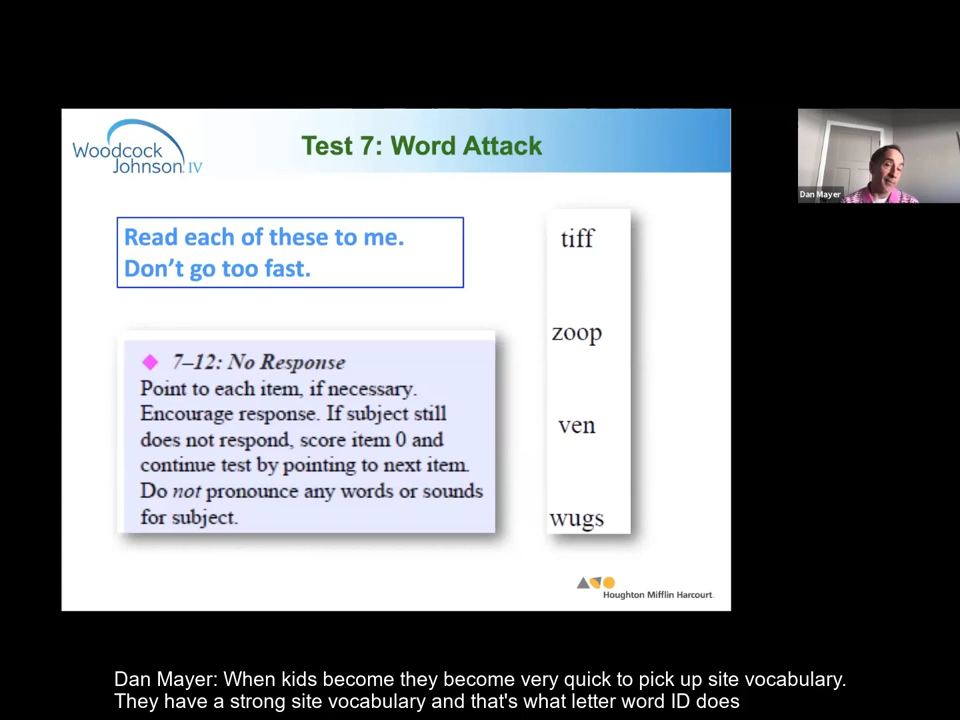 Woodcock
Johnson IV
Test 7: Word Attack
Dan Mayer
Read each of these to me.
Don't go too fast.
tiff
zoop
ven
wugs
7–12: No Response
Point to each item, if necessary.
Encourage response. If subject still
does not respond, score item 0 and
continue test by pointing to next item.
Do not pronounce any words or sounds
for subject.
Houghton Mifflin Harcourt
Dan Mayer: When kids become they become very quick to pick up site vocabulary.
They have a strong site vocabulary and that's what letter word ID does